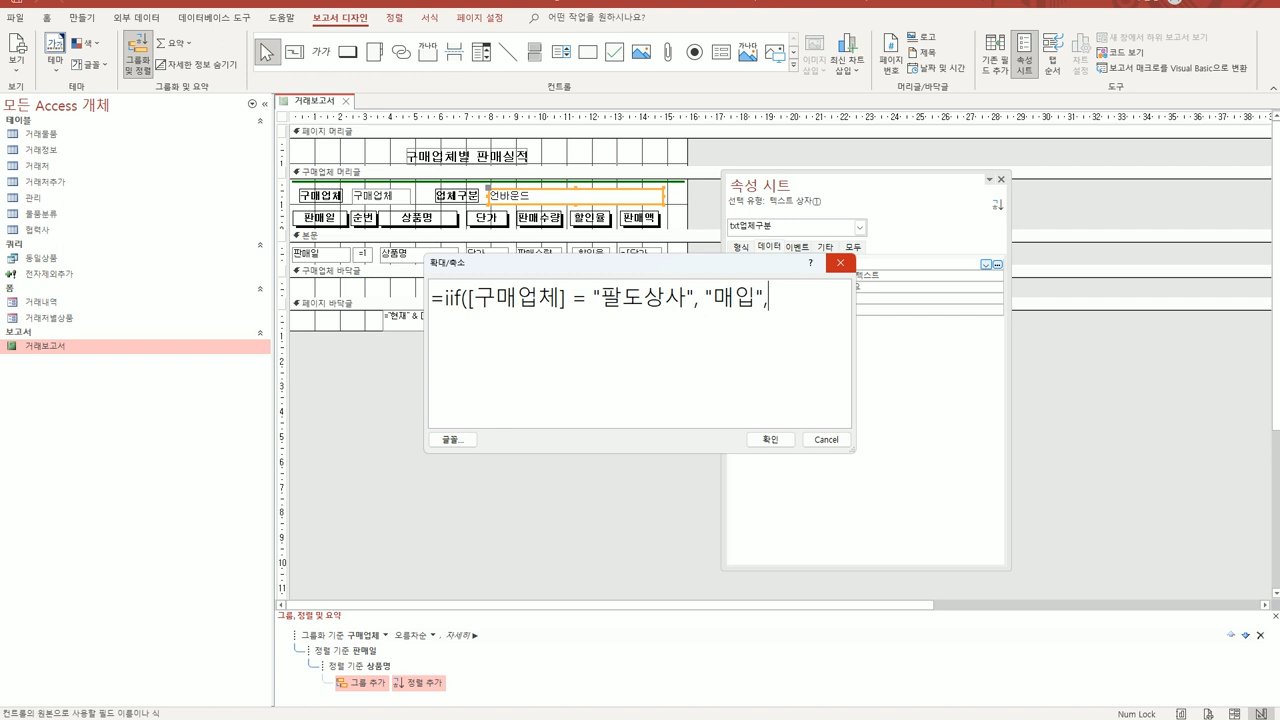 파일 홈 만들기 외부 데이터 데이터베이스 도구 도움말 보고서 디자인 정렬 서식 페이지 설정 어떤 작업을 원하시나요?
보기
보기
테마
색
가가 글꼴
테마
그룹화 및 정렬
Σ 요약
자세한 정보 숨기기
그룹화 및 요약
가가
가나다
가나다
컨트롤
이미지 삽입
최신 차트 삽입
페이지 번호
로고
제목
날짜 및 시간
머리글/바닥글
기존 필드 추가
속성 시트
탭 순서
차트 설정
새 창에서 하위 보고서 보기
코드 보기
보고서 매크로를 Visual Basic으로 변환
도구
모든 Access 개체
테이블
거래물품
거래정보
거래처
거래처추가
관리
물품분류
협력사
쿼리
동일상품
전자제외추가
폼
거래내역
거래처별상품
보고서
거래보고서
거래보고서
페이지 머리글
구매업체별 판매실적
구매업체 머리글
구매업체 구매업체 업체구분 언바운드
판매일 순번 상품명 단가 판매수량 할인율 판매액
본문
판매일 =1 상품명
구매업체 바닥글
페이지 바닥글
="현재" & [
속성 시트
선택 유형: 텍스트 상자(I)
txt업체구분
형식 데이터 이벤트 기타 모두
확대/축소
=iif([구매업체] = "팔도상사", "매입",
글꼴... 확인 Cancel
그룹, 정렬 및 요약
그룹화 기준 구매업체 오름차순 , 자세히
정렬 기준 판매일
정렬 기준 상품명
그룹 추가 정렬 추가
컨트롤의 원본으로 사용할 필드 이름이나 식
Num Lock